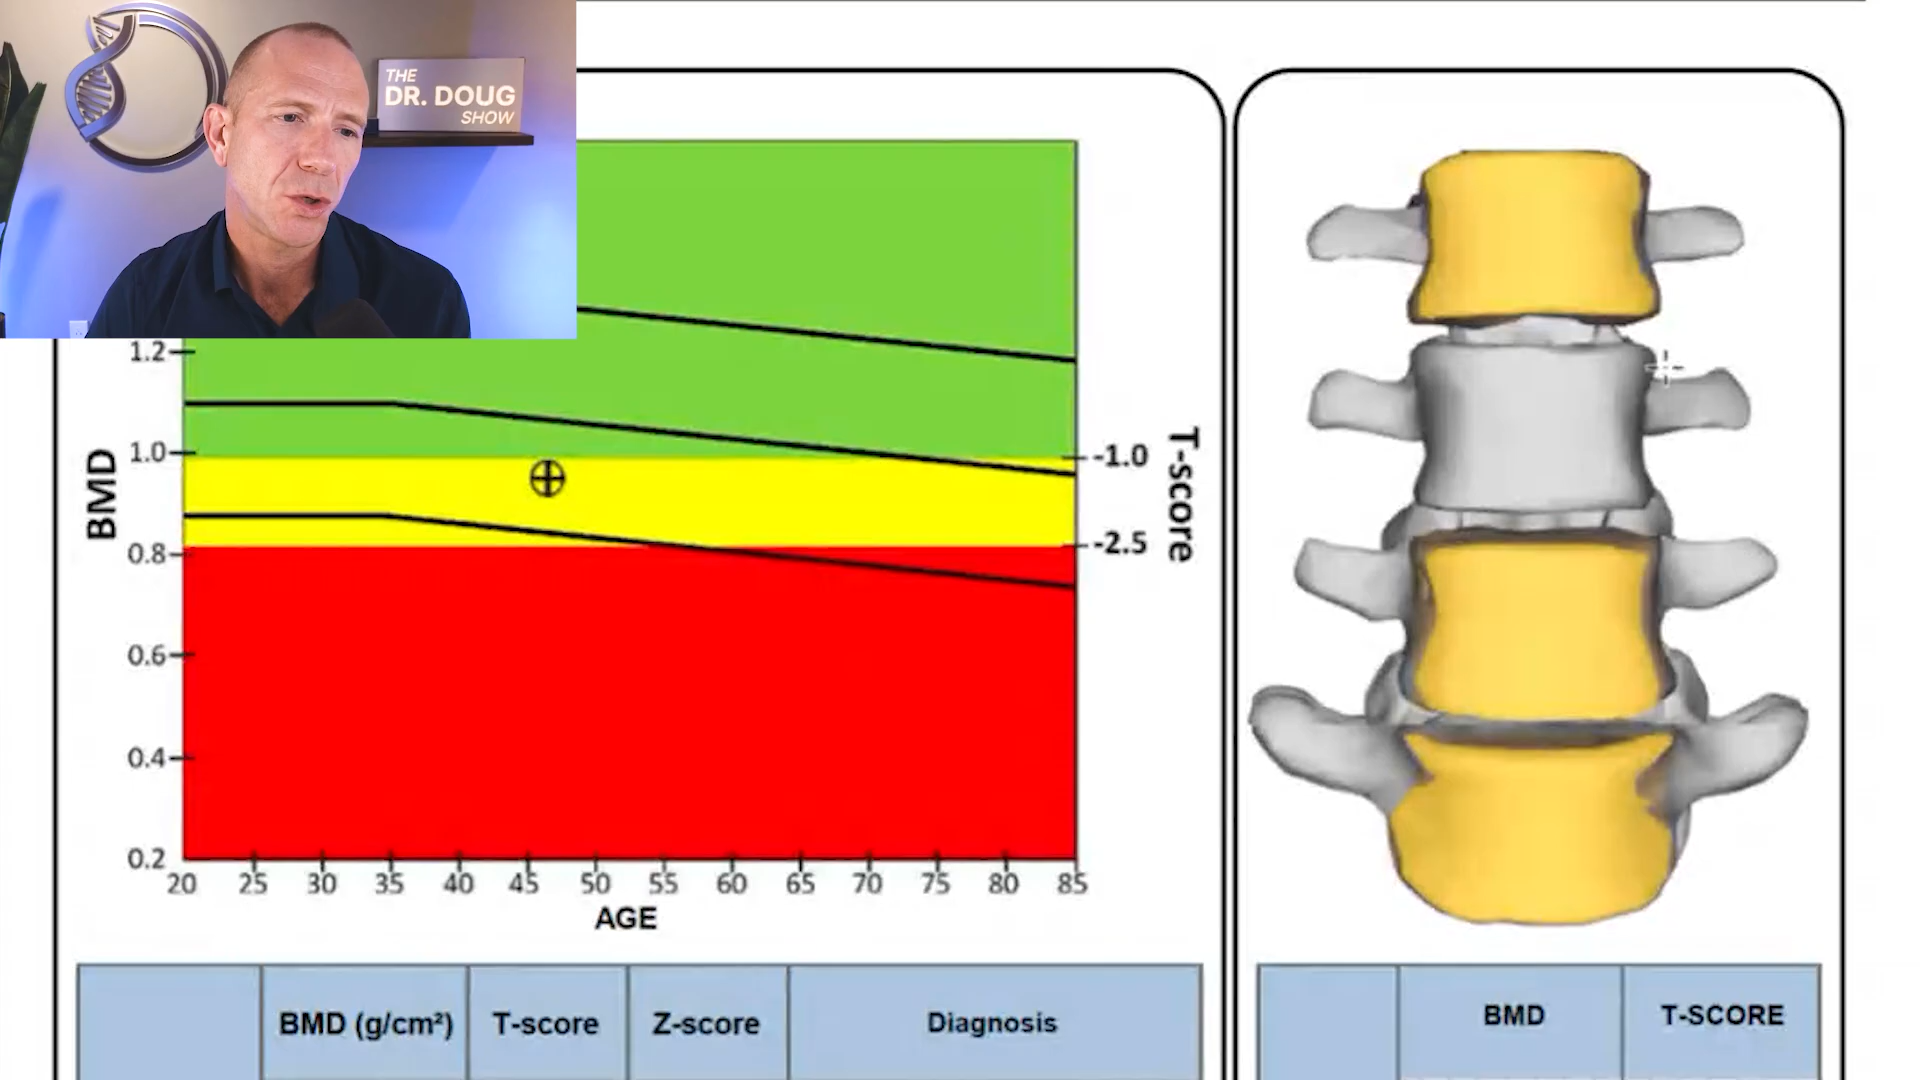 THE
DR. DOUG
SHOW
1.2
1.0
0.8
0.6
0.4
0.2
BMD
-1.0
-2.5
T-score
20 25 30 35 40 45 50 55 60 65 70 75 80 85
AGE
BMD (g/cm²) T-score Z-score Diagnosis
BMD T-SCORE